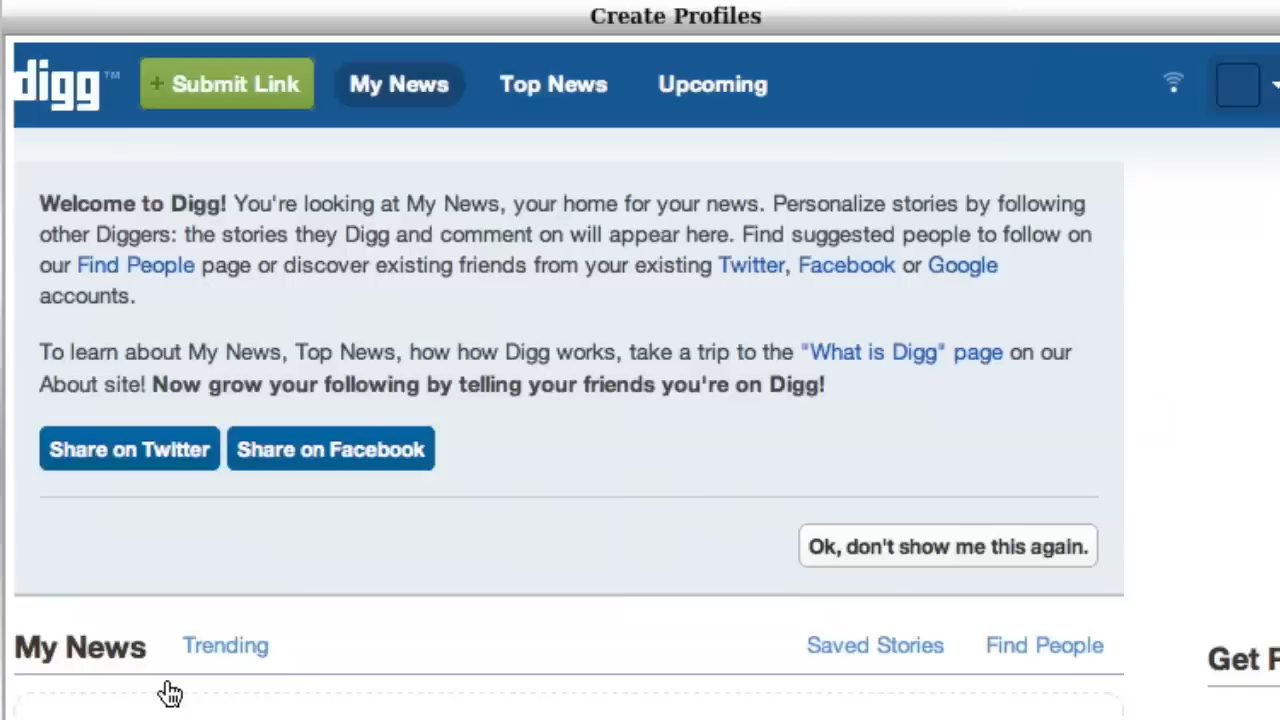 Create Profiles
digg™ + Submit Link My News Top News Upcoming
Welcome to Digg! You're looking at My News, your home for your news. Personalize stories by following
other Diggers: the stories they Digg and comment on will appear here. Find suggested people to follow on
our Find People page or discover existing friends from your existing Twitter, Facebook or Google
accounts.
To learn about My News, Top News, how how Digg works, take a trip to the "What is Digg" page on our
About site! Now grow your following by telling your friends you're on Digg!
Share on Twitter Share on Facebook
Ok, don't show me this again.
My News Trending Saved Stories Find People
Get